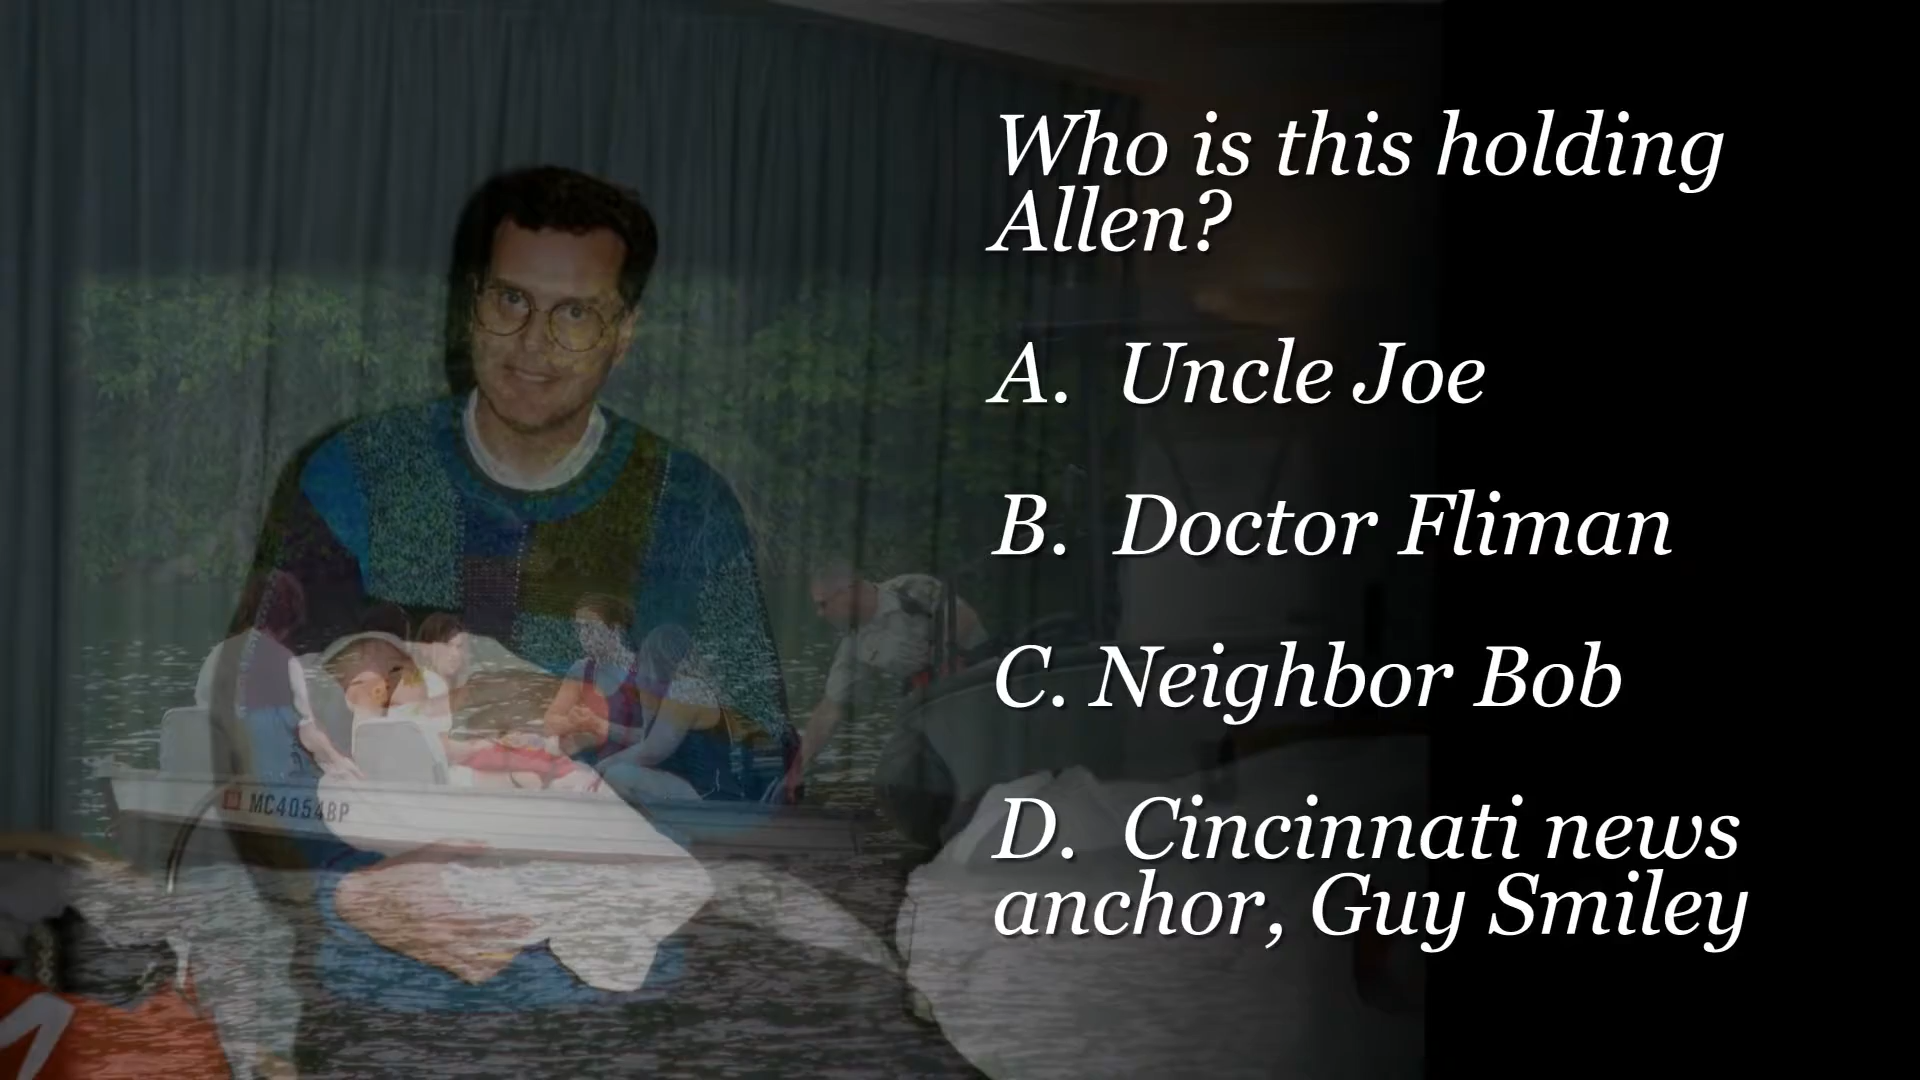 Who is this holding
Allen?
A. Uncle Joe
B. Doctor Fliman
C. Neighbor Bob
D. Cincinnati news
anchor, Guy Smiley
MC4054BP